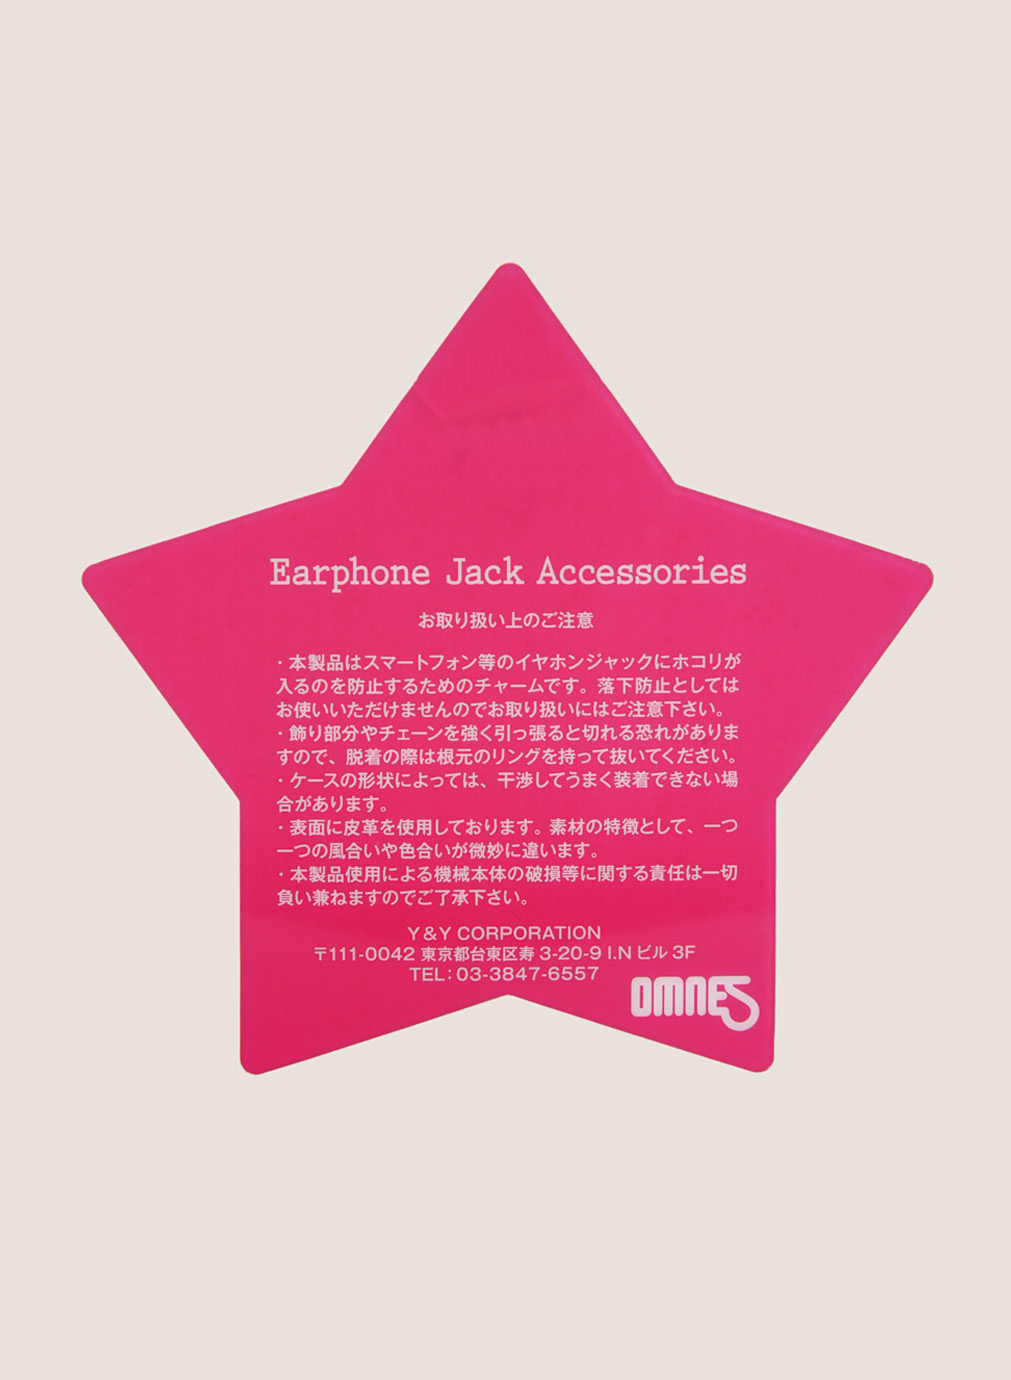 Earphone Jack Accessories
お取り扱い上のご注意
・本製品はスマートフォン等のイヤホンジャックにホコリが
入るのを防止するためのチャームです。落下防止としては
お使いいただけませんのでお取り扱いにはご注意下さい。
・飾り部分やチェーンを強く引っ張ると切れる恐れがありま
すので、脱着の際は根元のリングを持って抜いてください。
・ケースの形状によっては、干渉してうまく装着できない場
合があります。
・表面に皮革を使用しております。素材の特徴として、一つ
一つの風合いや色合いが微妙に違います。
・本製品使用による機械本体の破損等に関する責任は一切
負い兼ねますのでご了承下さい。
Y&Y CORPORATION
〒111-0042 東京都台東区寿 3-20-9 I.N ビル 3F
TEL:03-3847-6557
OMNES